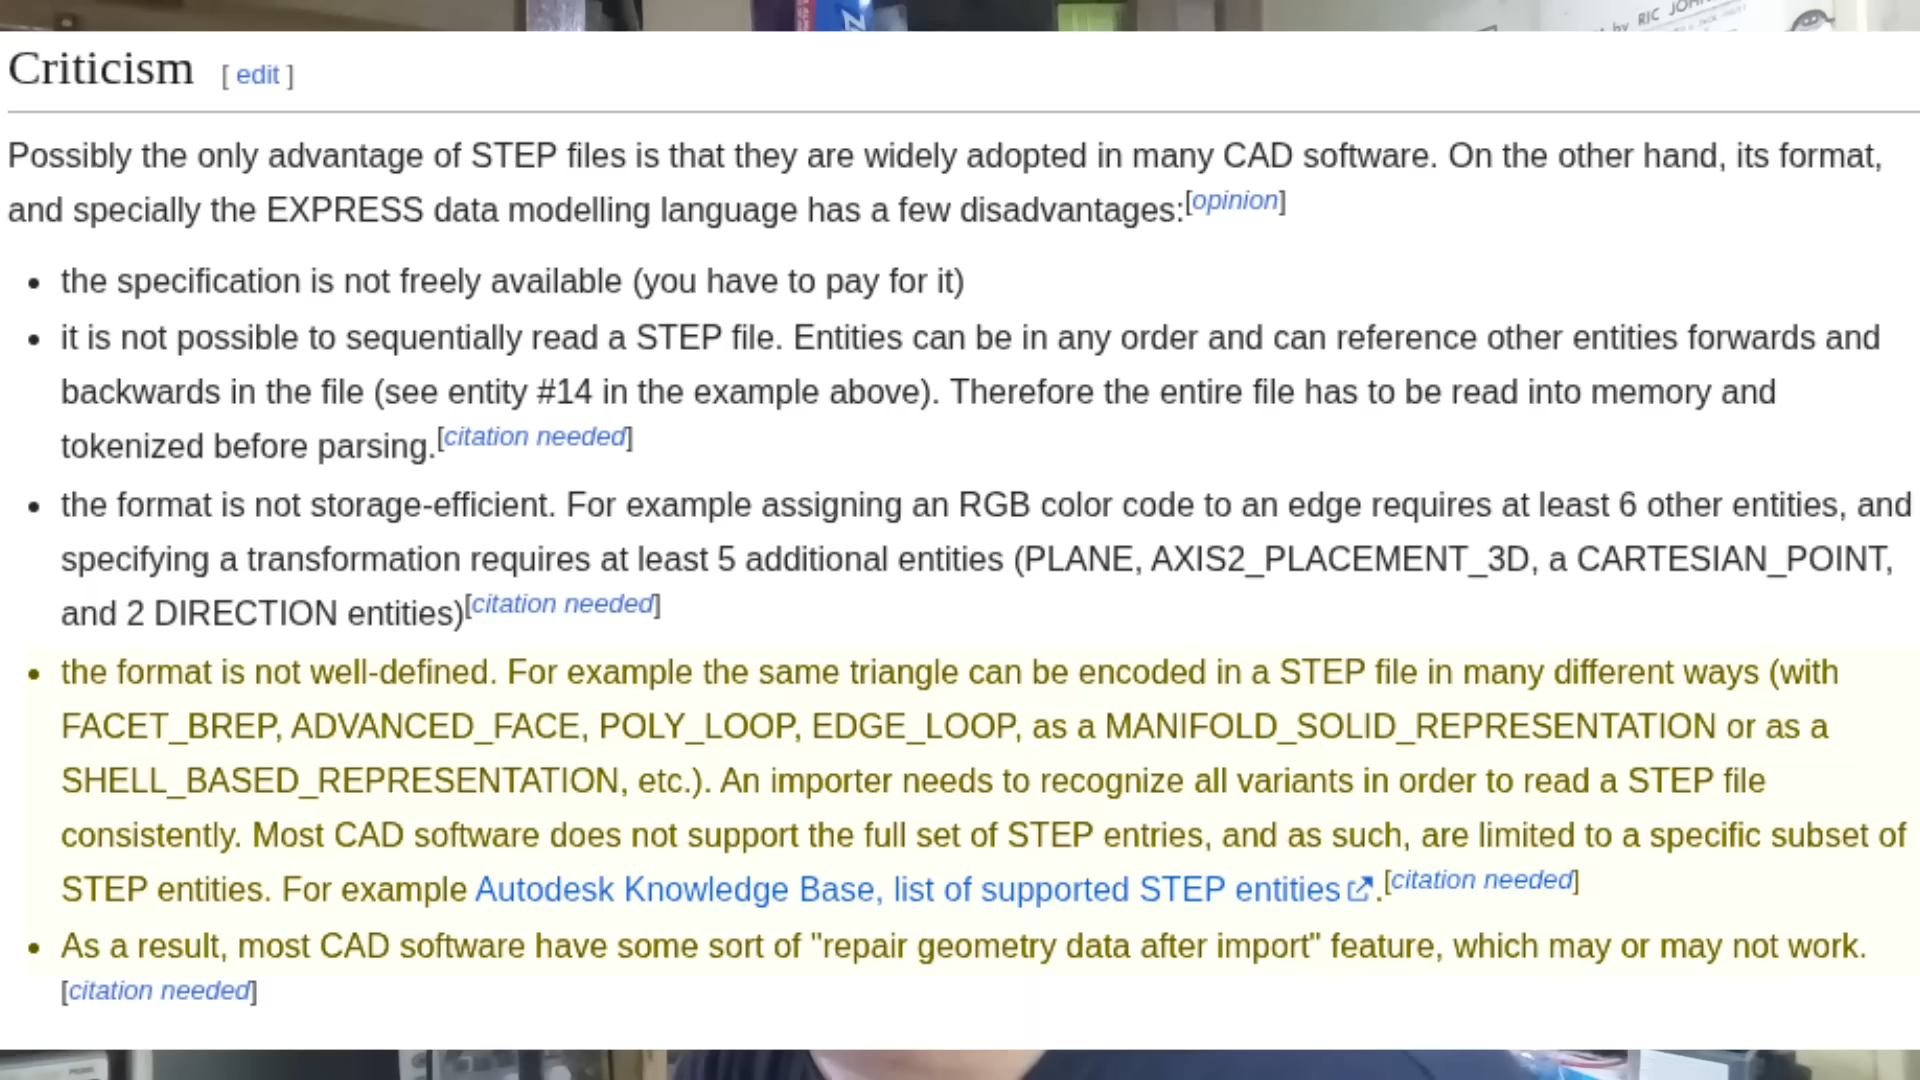 by RIC JOHN
Criticism [ edit ]
Possibly the only advantage of STEP files is that they are widely adopted in many CAD software. On the other hand, its format,
and specially the EXPRESS data modelling language has a few disadvantages:[opinion]
• the specification is not freely available (you have to pay for it)
• it is not possible to sequentially read a STEP file. Entities can be in any order and can reference other entities forwards and
backwards in the file (see entity #14 in the example above). Therefore the entire file has to be read into memory and
tokenized before parsing.[citation needed]
• the format is not storage-efficient. For example assigning an RGB color code to an edge requires at least 6 other entities, and
specifying a transformation requires at least 5 additional entities (PLANE, AXIS2_PLACEMENT_3D, a CARTESIAN_POINT,
and 2 DIRECTION entities)[citation needed]
• the format is not well-defined. For example the same triangle can be encoded in a STEP file in many different ways (with
FACET_BREP, ADVANCED_FACE, POLY_LOOP, EDGE_LOOP, as a MANIFOLD_SOLID_REPRESENTATION or as a
SHELL_BASED_REPRESENTATION, etc.). An importer needs to recognize all variants in order to read a STEP file
consistently. Most CAD software does not support the full set of STEP entries, and as such, are limited to a specific subset of
STEP entities. For example Autodesk Knowledge Base, list of supported STEP entities.[citation needed]
• As a result, most CAD software have some sort of "repair geometry data after import" feature, which may or may not work.
[citation needed]